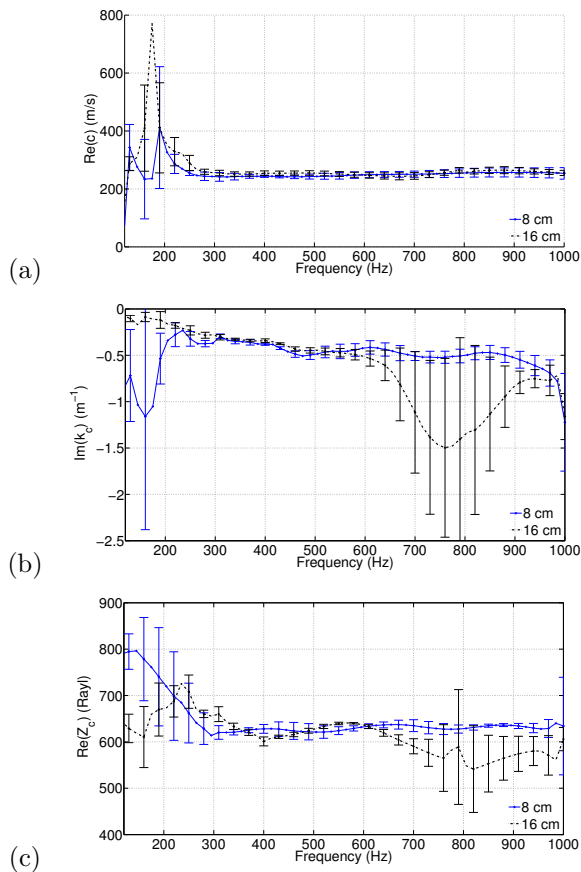 800
600
400
200
0
Re(c) (m/s)
200 300 400 500 600 700 800 900 1000
Frequency (Hz)
8 cm
16 cm
(a)
0
−0.5
−1
−1.5
−2
−2.5
Im(k_c) (m⁻¹)
200 300 400 500 600 700 800 900 1000
Frequency (Hz)
8 cm
16 cm
(b)
900
800
700
600
500
400
Re(Z_c) (Rayl)
200 300 400 500 600 700 800 900 1000
Frequency (Hz)
8 cm
16 cm
(c)